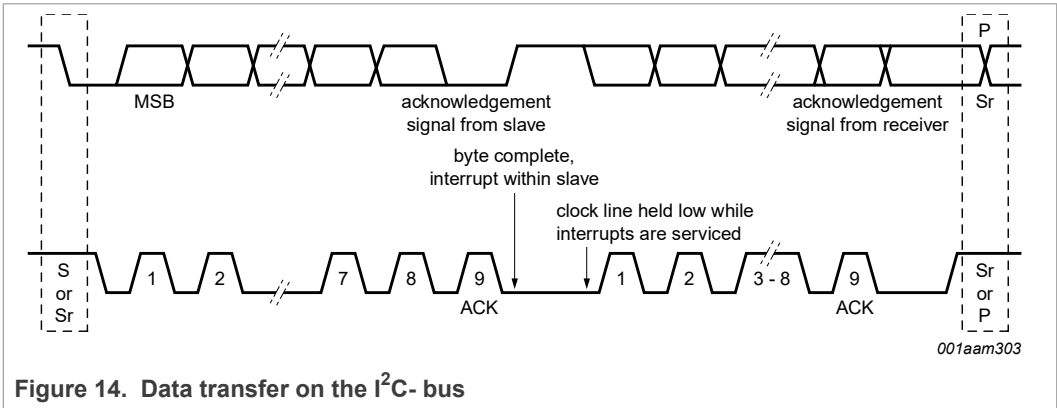 P
MSB
acknowledgement
signal from slave
acknowledgement
signal from receiver
Sr
byte complete,
interrupt within slave
clock line held low while
interrupts are serviced
S
or
Sr
1
2
7
8
9
ACK
1
2
3 - 8
9
ACK
Sr
or
P
001aam303
Figure 14. Data transfer on the I²C- bus